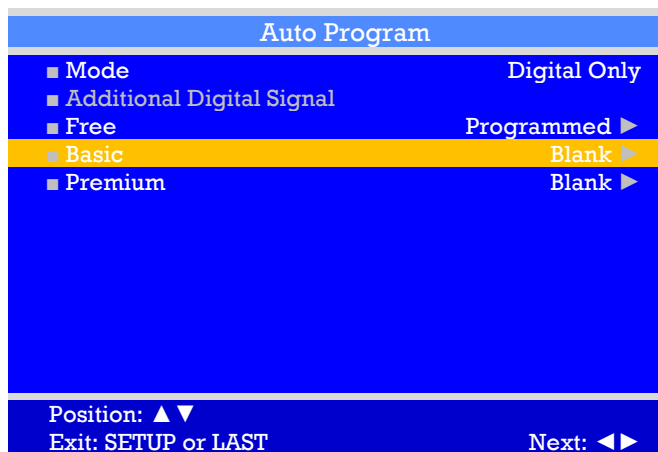 Auto Program
■ Mode Digital Only
■ Additional Digital Signal
■ Free Programmed ►
■ Basic Blank ►
■ Premium Blank ►
Position: ▲▼
Exit: SETUP or LAST Next: ◄►